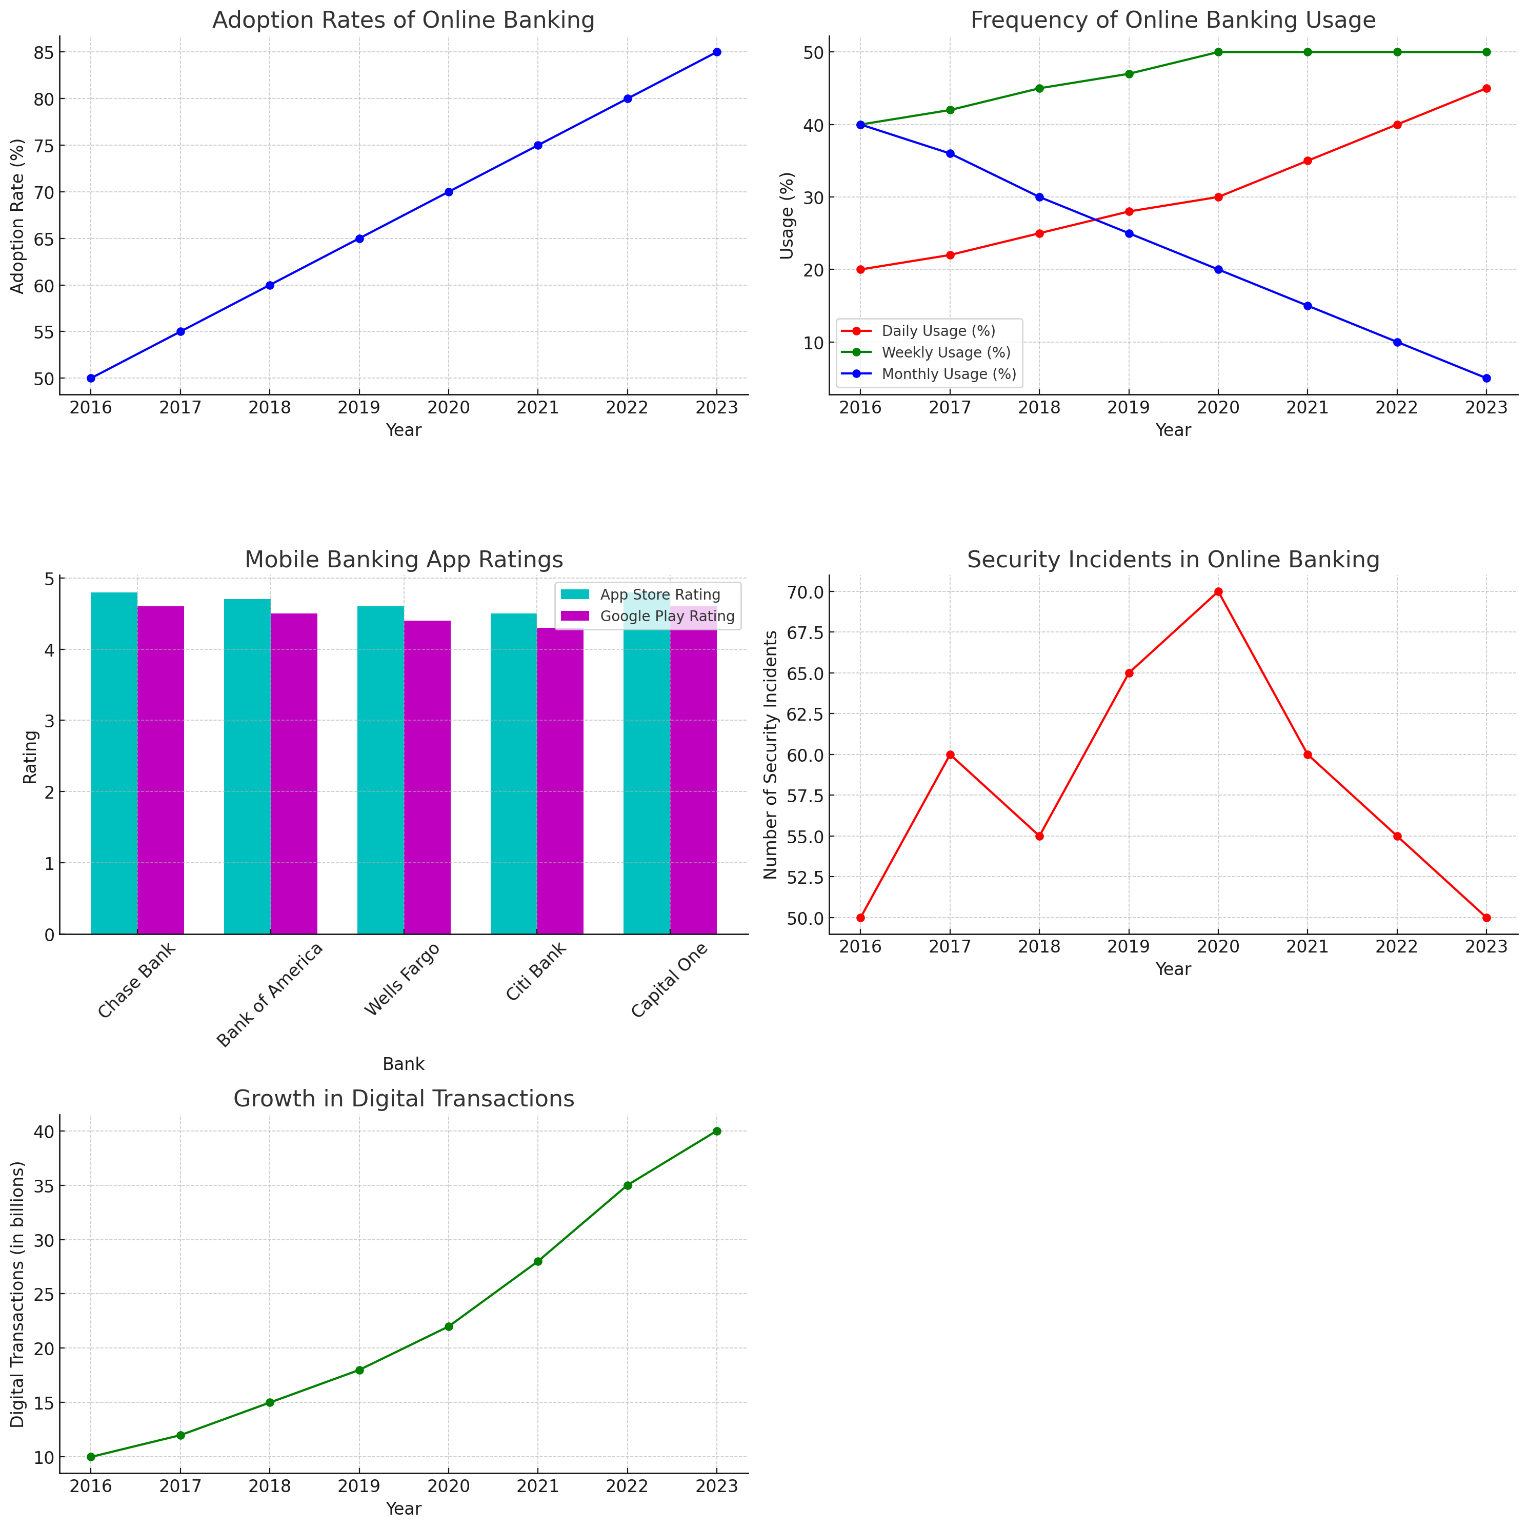 Adoption Rates of Online Banking
Adoption Rate (%)
85
80
75
70
65
60
55
50
2016 2017 2018 2019 2020 2021 2022 2023
Year
Frequency of Online Banking Usage
Usage (%)
50
40
30
20
10
Daily Usage (%)
Weekly Usage (%)
Monthly Usage (%)
2016 2017 2018 2019 2020 2021 2022 2023
Year
Mobile Banking App Ratings
Rating
5
4
3
2
1
0
App Store Rating
Google Play Rating
Chase Bank
Bank of America
Wells Fargo
Citi Bank
Capital One
Bank
Security Incidents in Online Banking
Number of Security Incidents
70.0
67.5
65.0
62.5
60.0
57.5
55.0
52.5
50.0
2016 2017 2018 2019 2020 2021 2022 2023
Year
Growth in Digital Transactions
Digital Transactions (in billions)
40
35
30
25
20
15
10
2016 2017 2018 2019 2020 2021 2022 2023
Year